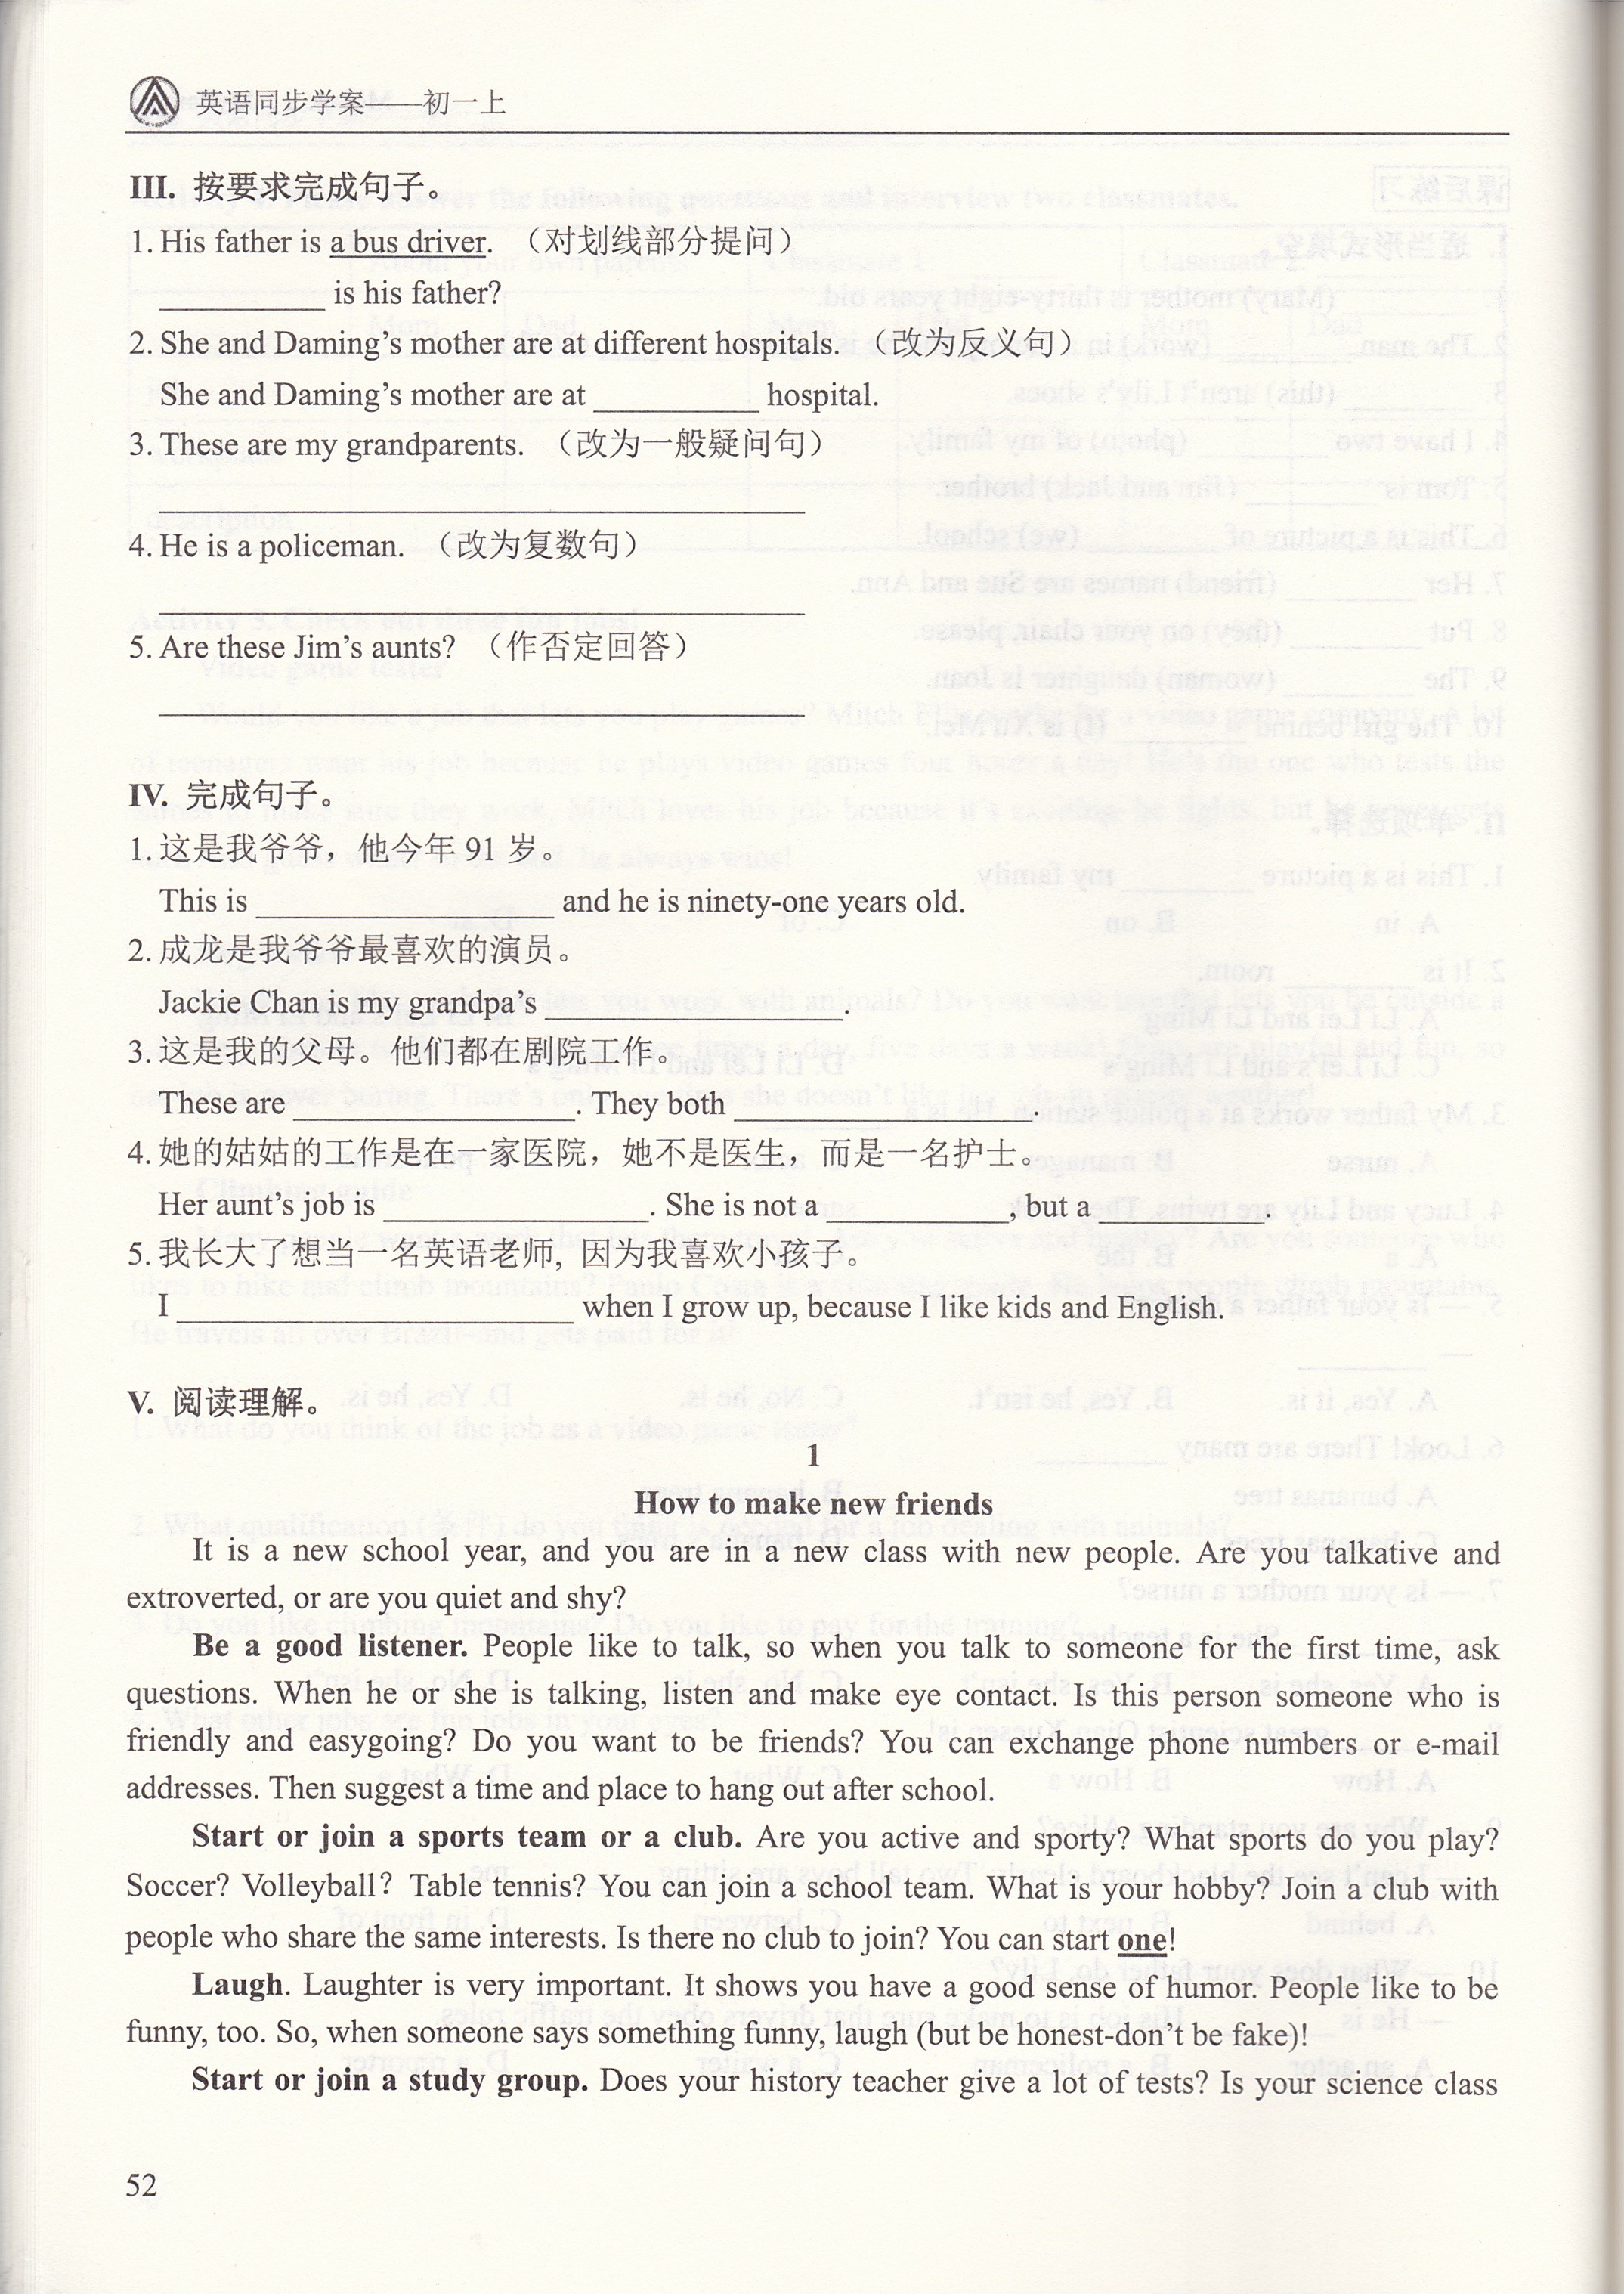 英语同步学案——初一上
III. 按要求完成句子。
1. His father is a bus driver. （对划线部分提问）
__________ is his father?
2. She and Daming's mother are at different hospitals. （改为反义句）
She and Daming's mother are at __________ hospital.
3. These are my grandparents. （改为一般疑问句）
4. He is a policeman. （改为复数句）
5. Are these Jim's aunts? （作否定回答）
IV. 完成句子。
1. 这是我爷爷，他今年 91 岁。
This is __________ and he is ninety-one years old.
2. 成龙是我爷爷最喜欢的演员。
Jackie Chan is my grandpa's __________.
3. 这是我的父母。他们都在剧院工作。
These are __________. They both __________.
4. 她的姑姑的工作是在一家医院，她不是医生，而是一名护士。
Her aunt's job is __________. She is not a __________, but a __________.
5. 我长大了想当一名英语老师, 因为我喜欢小孩子。
I __________ when I grow up, because I like kids and English.
V. 阅读理解。
1
How to make new friends
It is a new school year, and you are in a new class with new people. Are you talkative and
extroverted, or are you quiet and shy?
Be a good listener. People like to talk, so when you talk to someone for the first time, ask
questions. When he or she is talking, listen and make eye contact. Is this person someone who is
friendly and easygoing? Do you want to be friends? You can exchange phone numbers or e-mail
addresses. Then suggest a time and place to hang out after school.
Start or join a sports team or a club. Are you active and sporty? What sports do you play?
Soccer? Volleyball? Table tennis? You can join a school team. What is your hobby? Join a club with
people who share the same interests. Is there no club to join? You can start one!
Laugh. Laughter is very important. It shows you have a good sense of humor. People like to be
funny, too. So, when someone says something funny, laugh (but be honest-don't be fake)!
Start or join a study group. Does your history teacher give a lot of tests? Is your science class
52